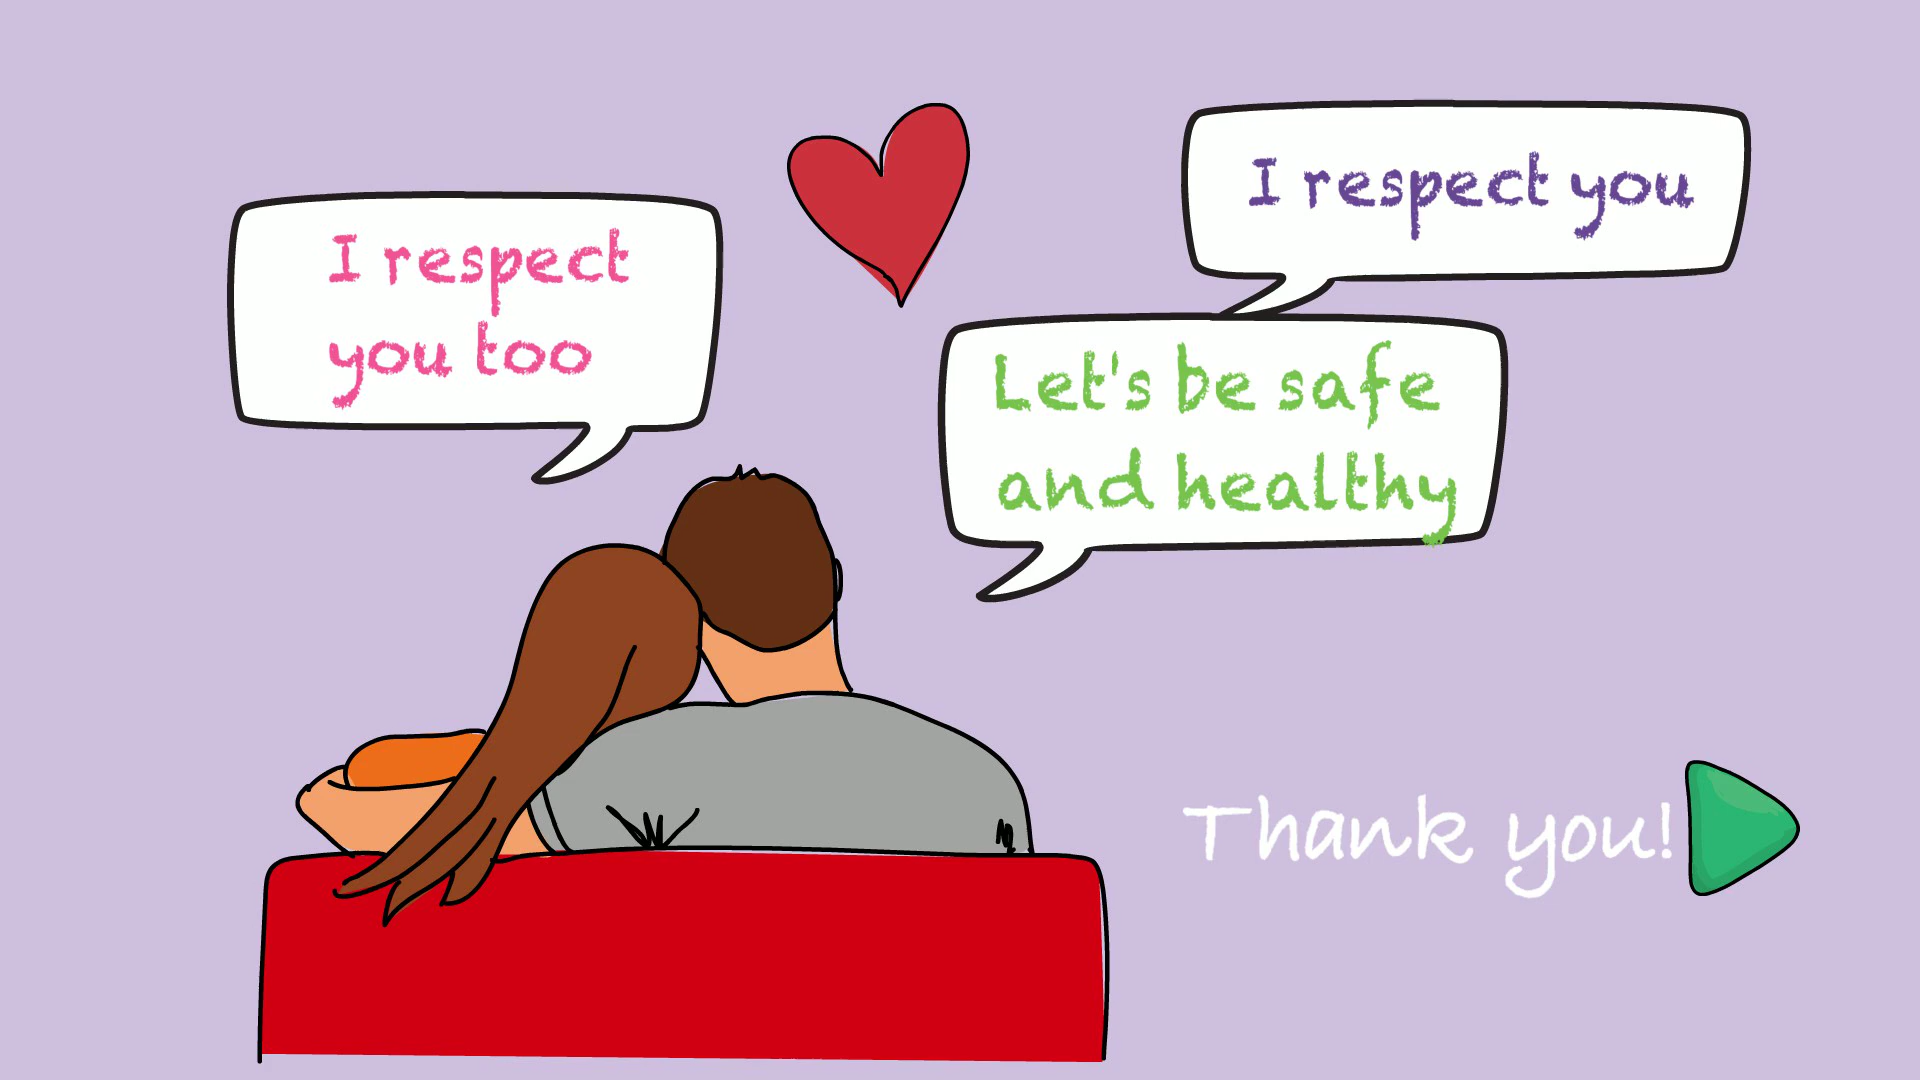 I respect you
I respect
you too
Let's be safe
and healthy
Thank you!